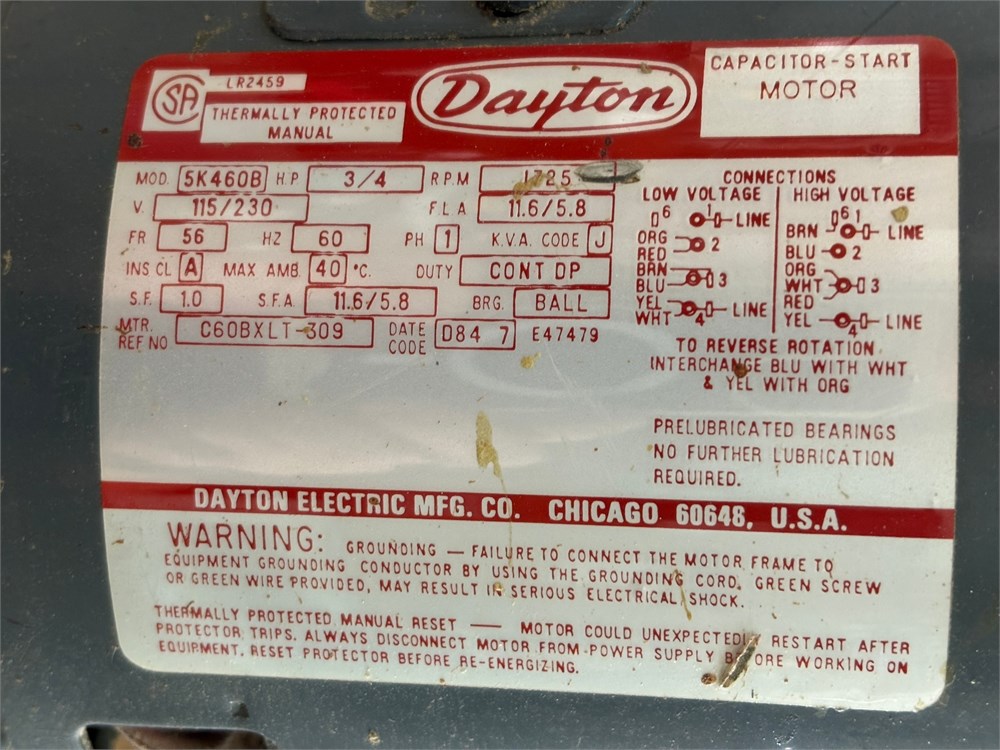 SA
LR2459
THERMALLY PROTECTED
MANUAL
Dayton
CAPACITOR-START
MOTOR
MOD. 5K460B H.P. 3/4 R.P.M. 1725
V. 115/230 F.L.A. 11.6/5.8
FR 56 HZ 60 PH 1 K.V.A. CODE J
INS CL A MAX AMB. 40 °C. DUTY CONT DP
S.F. 1.0 S.F.A. 11.6/5.8 BRG. BALL
MTR. REF NO C60BXLT-309 DATE CODE D84 7 E47479
CONNECTIONS
LOW VOLTAGE
6 1 LINE
ORG
RED 2
BRN
BLU 3
YEL
WHT 4 LINE
HIGH VOLTAGE
6 1
BRN LINE
BLU 2
ORG
WHT 3
RED
YEL 4 LINE
TO REVERSE ROTATION,
INTERCHANGE BLU WITH WHT
& YEL WITH ORG
PRELUBRICATED BEARINGS
NO FURTHER LUBRICATION
REQUIRED.
DAYTON ELECTRIC MFG. CO. CHICAGO 60648, U.S.A.
WARNING: GROUNDING — FAILURE TO CONNECT THE MOTOR FRAME TO
EQUIPMENT GROUNDING CONDUCTOR BY USING THE GROUNDING CORD, GREEN SCREW
OR GREEN WIRE PROVIDED, MAY RESULT IN SERIOUS ELECTRICAL SHOCK.
THERMALLY PROTECTED MANUAL RESET — MOTOR COULD UNEXPECTEDLY RESTART AFTER
PROTECTOR TRIPS. ALWAYS DISCONNECT MOTOR FROM POWER SUPPLY BEFORE WORKING ON
EQUIPMENT. RESET PROTECTOR BEFORE RE-ENERGIZING.